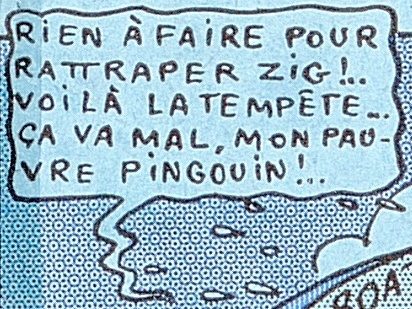 RIEN À FAIRE POUR
RATTRAPER ZIG!..
VOILÀ LA TEMPÊTE...
ÇA VA MAL, MON PAU-
VRE PINGOUIN!..